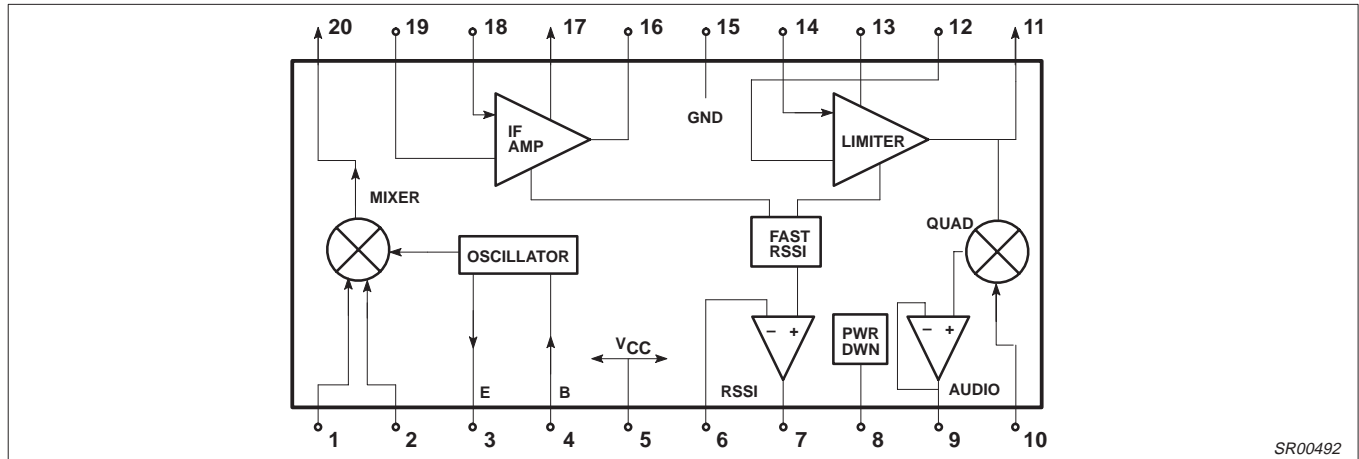 20 19 18 17 16 15 14 13 12 11
IF
AMP
GND
LIMITER
MIXER
QUAD
FAST
RSSI
OSCILLATOR
– +
PWR
DWN
– +
VCC
E B RSSI AUDIO
1 2 3 4 5 6 7 8 9 10
SR00492